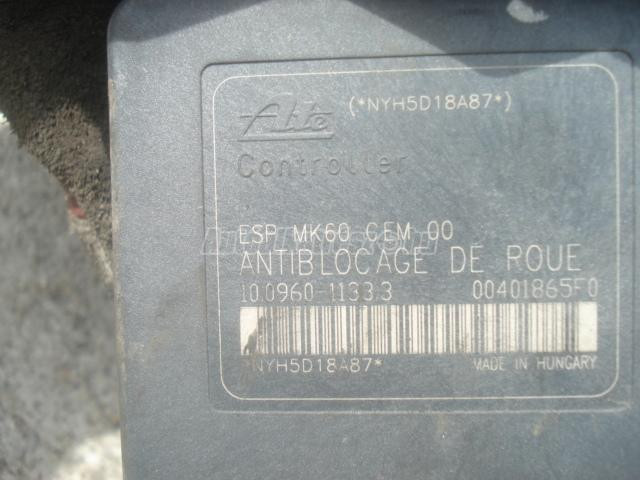 (*NYH5D18A87*)
Ate
Controller
ESP MK60 CEM 00
ANTIBLOCAGE DE ROUE
10.0960-1133.3 00401865F0
*NYH5D18A87*
MADE IN HUNGARY